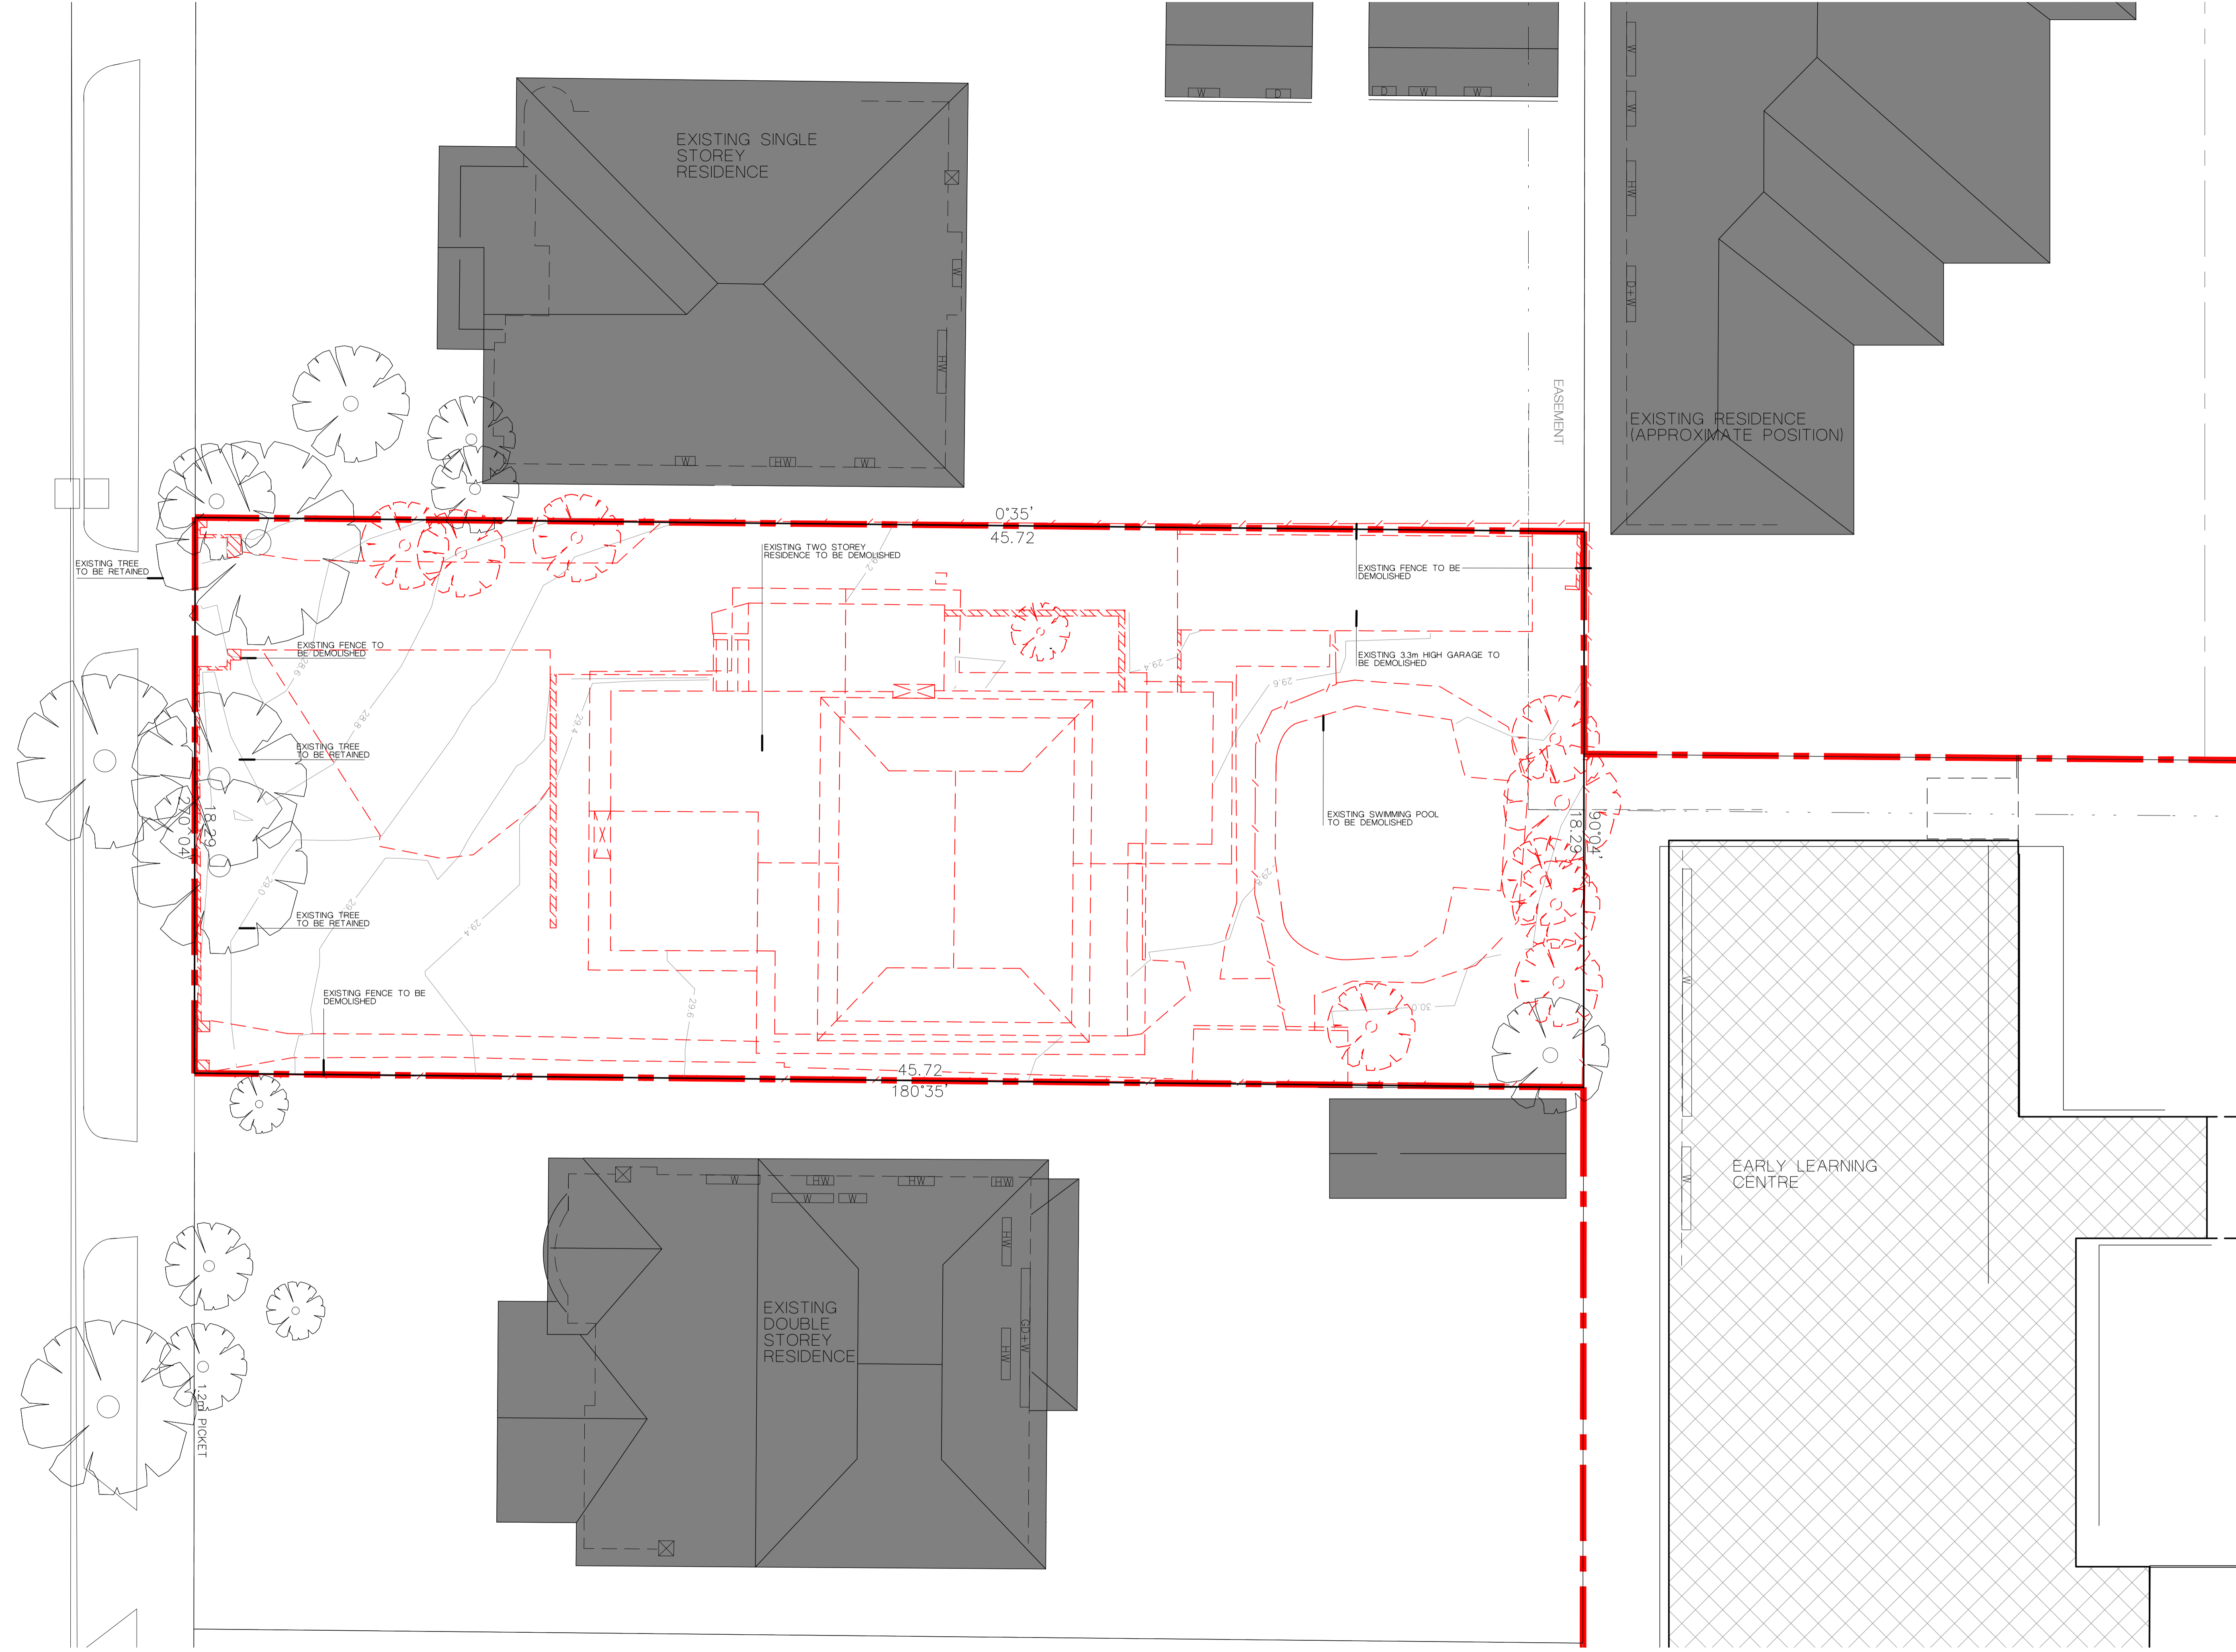 W
D
D
W
W
W
W
HW
D+W
EXISTING SINGLE
STOREY
RESIDENCE
W
HW
W
HW
W
EASEMENT
EXISTING RESIDENCE
(APPROXIMATE POSITION)
0°35'
45.72
EXISTING TWO STOREY
RESIDENCE TO BE DEMOLISHED
29.2
EXISTING TREE
TO BE RETAINED
EXISTING FENCE TO BE
DEMOLISHED
EXISTING FENCE TO
BE DEMOLISHED
28.6
EXISTING 3.3m HIGH GARAGE TO
BE DEMOLISHED
29.4
29.6
28.8
29.4
EXISTING TREE
TO BE RETAINED
18.29
EXISTING SWIMMING POOL
TO BE DEMOLISHED
90°04'
18.29
29.0
29.8
EXISTING TREE
TO BE RETAINED
29.4
EXISTING FENCE TO BE
DEMOLISHED
29.6
30.0
45.72
180°35'
W
W
EARLY LEARNING
CENTRE
W
HW
HW
HW
W
W
HW
GD+W
HW
EXISTING
DOUBLE
STOREY
RESIDENCE
1.2m PICKET